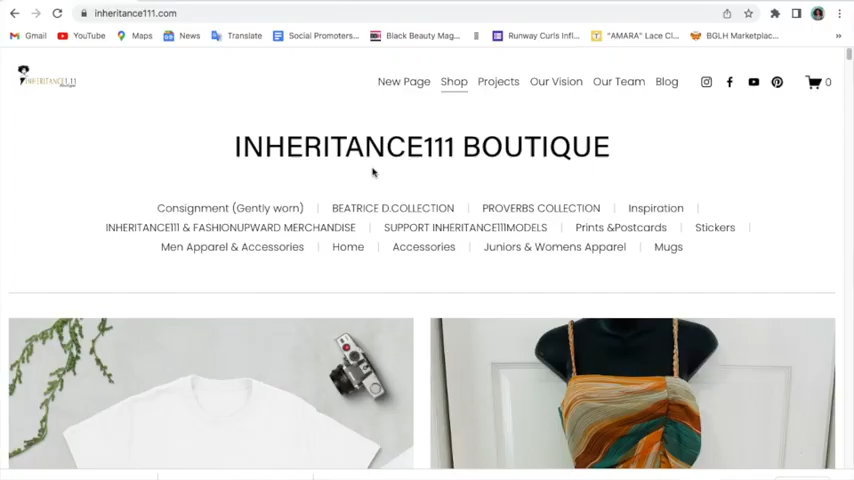 inheritance111.com
Gmail YouTube Maps News Translate Social Promoters... Black Beauty Mag... Runway Curls Infl... "AMARA" Lace Cl... BGLH Marketplac... »
INHERITANCE111
New Page Shop Projects Our Vision Our Team Blog 0
INHERITANCE111 BOUTIQUE
Consignment (Gently worn) | BEATRICE D.COLLECTION | PROVERBS COLLECTION | Inspiration |
INHERITANCE111 & FASHIONUPWARD MERCHANDISE | SUPPORT INHERITANCE111MODELS | Prints &Postcards | Stickers |
Men Apparel & Accessories | Home | Accessories | Juniors & Womens Apparel | Mugs